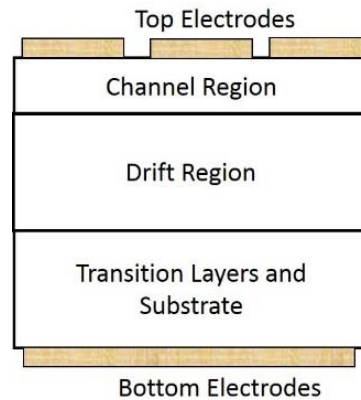 Top Electrodes
Channel Region
Drift Region
Transition Layers and
Substrate
Bottom Electrodes